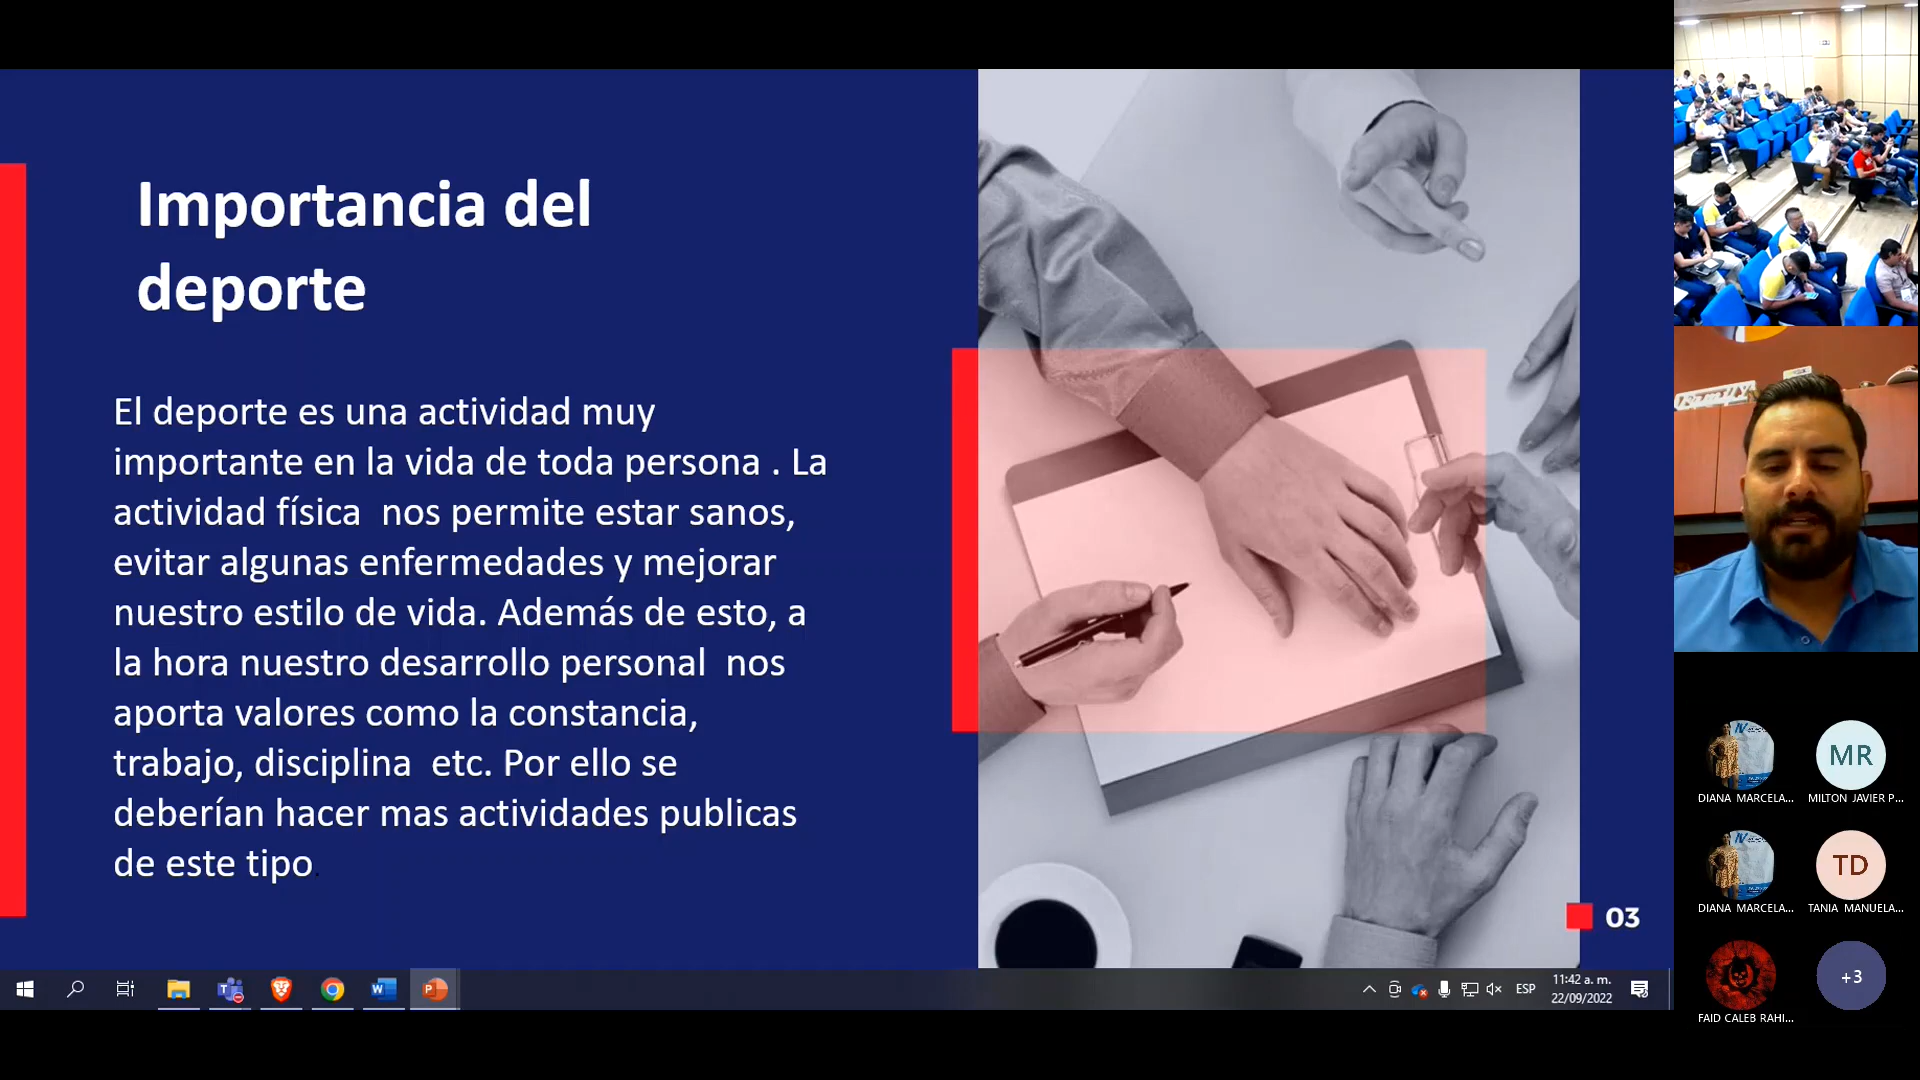 Importancia del
deporte
El deporte es una actividad muy
importante en la vida de toda persona . La
actividad física  nos permite estar sanos,
evitar algunas enfermedades y mejorar
nuestro estilo de vida. Además de esto, a
la hora nuestro desarrollo personal  nos
aporta valores como la constancia,
trabajo, disciplina  etc. Por ello se
deberían hacer mas actividades publicas
de este tipo.
03
ESP
11:42 a. m.
22/09/2022
Family
DIANA MARCELA...
MR
MILTON JAVIER P...
DIANA MARCELA...
TD
TANIA MANUELA...
FAID CALEB RAHI...
+3